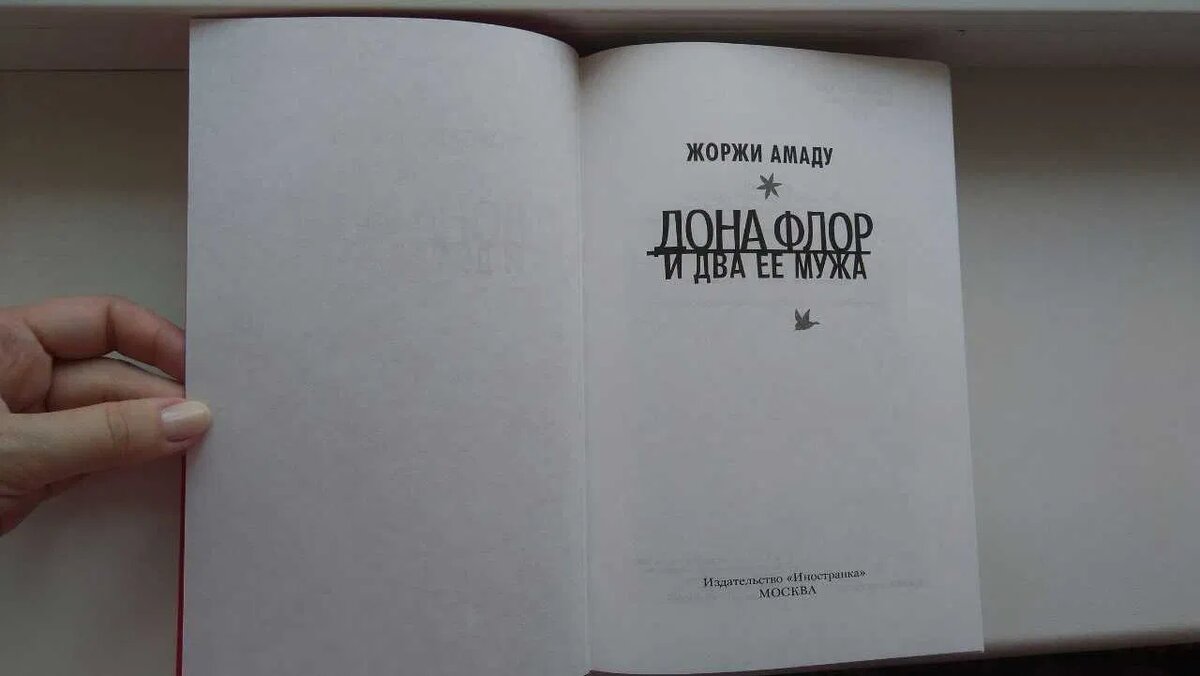 ЖОРЖИ АМАДУ
ДОНА ФЛОР
И ДВА ЕЕ МУЖА
Издательство «Иностранка»
МОСКВА